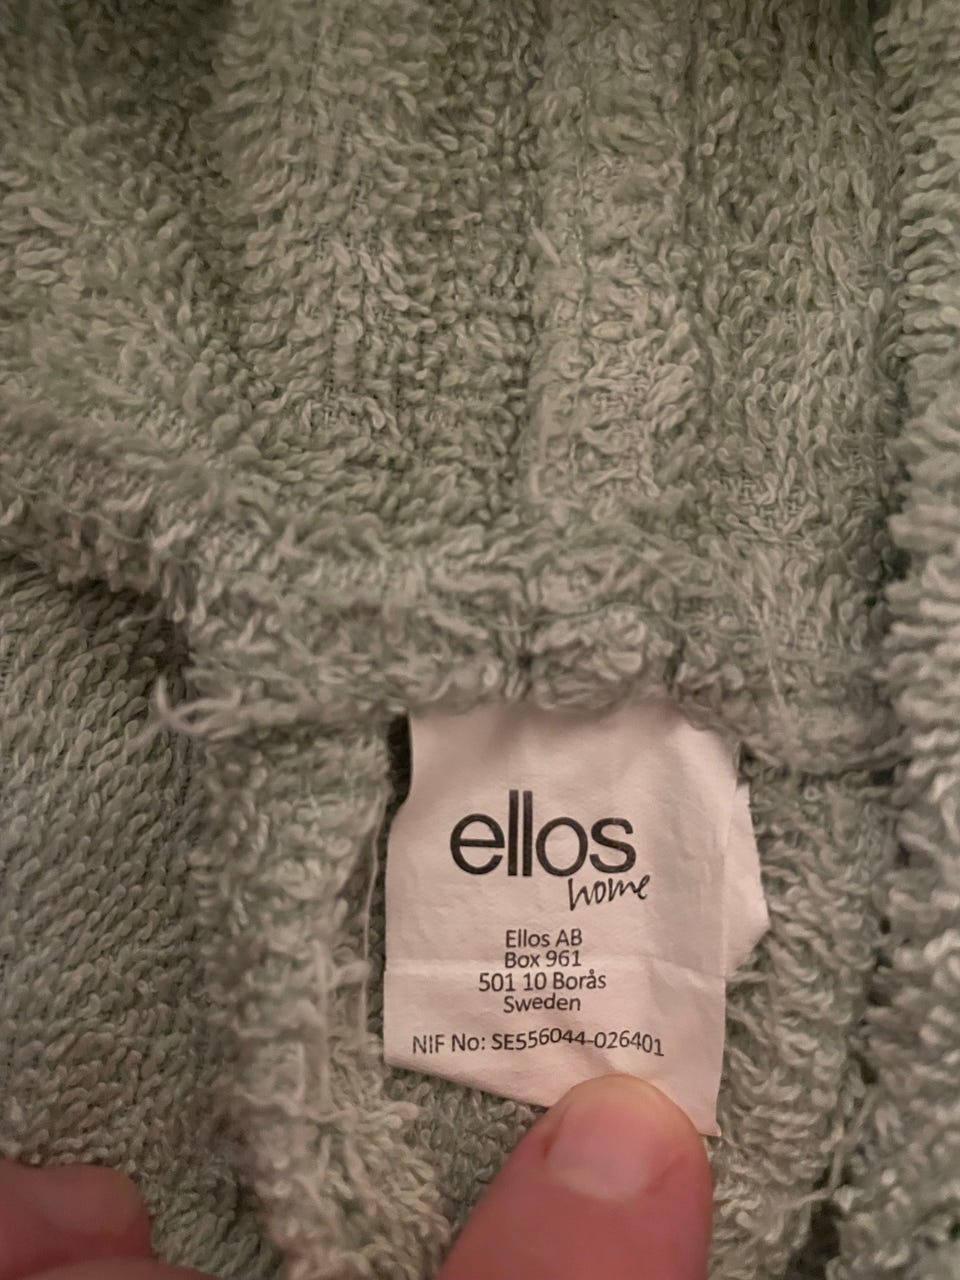 ellos
home
Ellos AB
Box 961
501 10 Borås
Sweden
NIF No: SE556044-026401